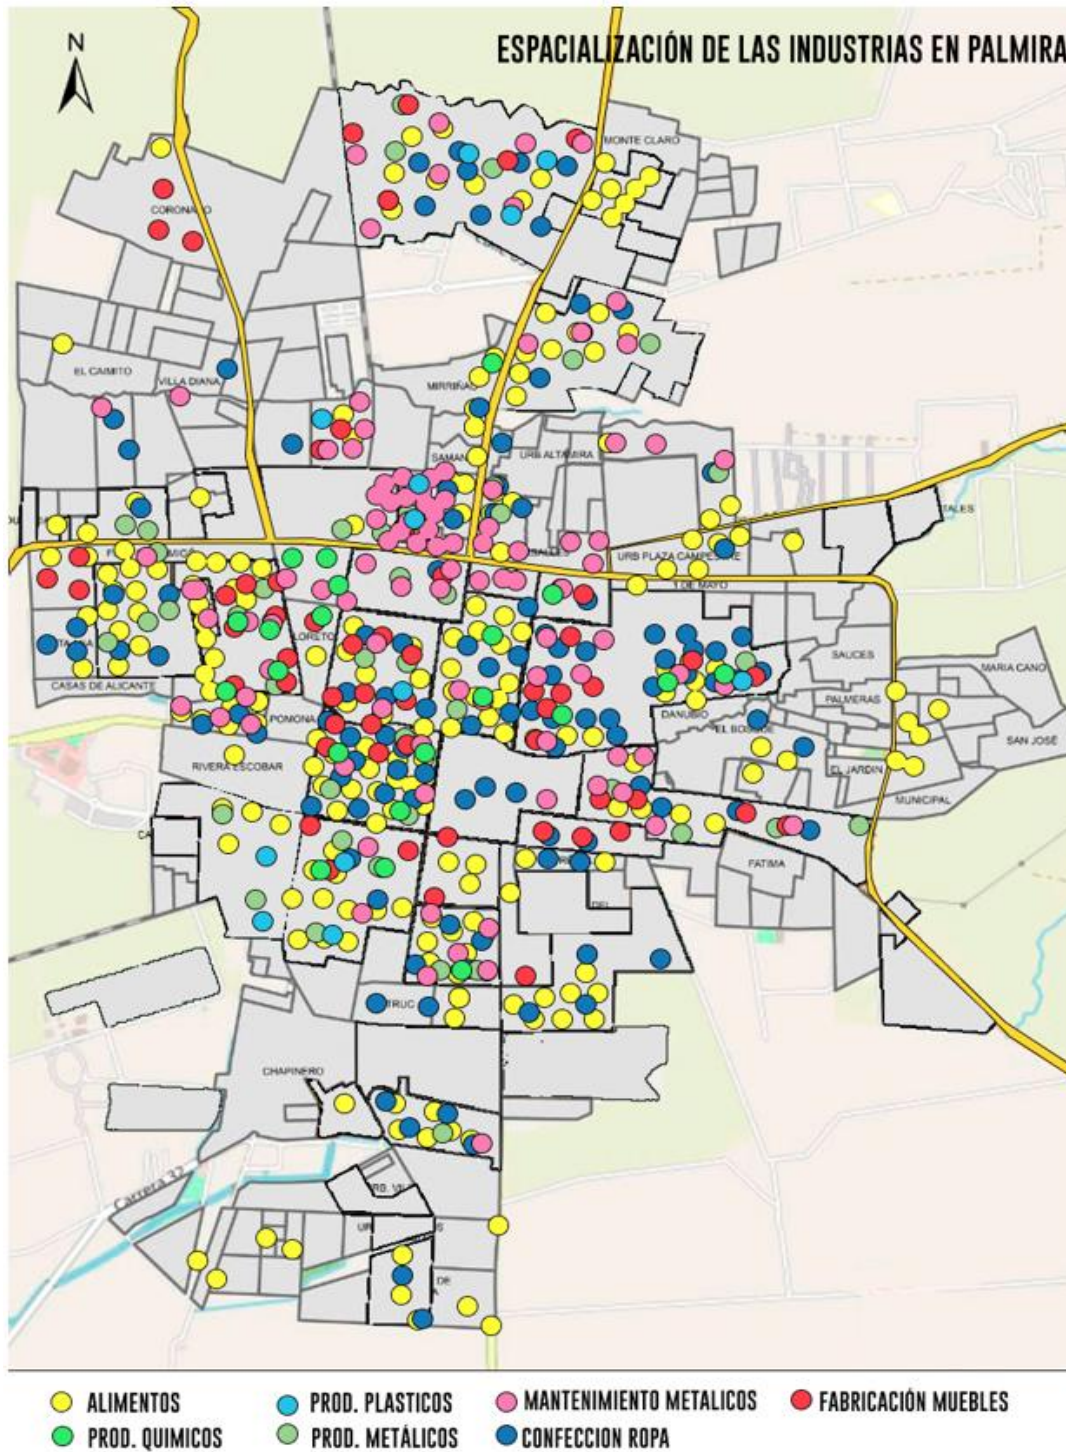 ESPACIALIZACIÓN DE LAS INDUSTRIAS EN PALMIRA
N
MONTE CLARO
EL CAIMITO
VILLA DIANA
URB ALTAMIRA
URB PLAZA CAMPESTRE
1 DE MAYO
LORETO
SAUCES
MARIA CANO
CASAS DE ALICANTE
PALMERAS
POMONA
DANUBIO
EL BOSQUE
SAN JOSÉ
RIVERA ESCOBAR
EL JARDIN
MUNICIPAL
FATIMA
CHAPINERO
Carrera 32
DE
ALIMENTOS
PROD. PLASTICOS
MANTENIMIENTO METALICOS
FABRICACIÓN MUEBLES
PROD. QUIMICOS
PROD. METÁLICOS
CONFECCION ROPA